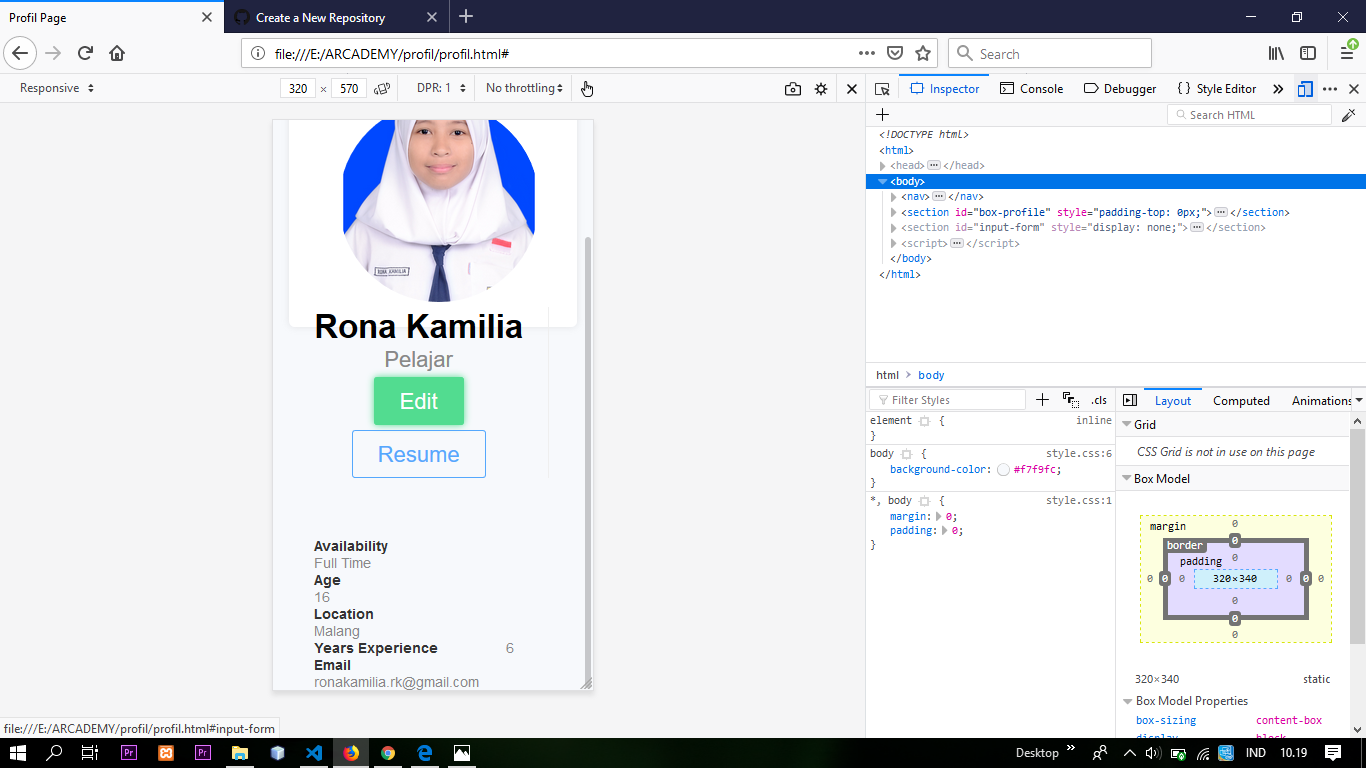 Profil Page
Create a New Repository
file:///E:/ARCADEMY/profil/profil.html#
Search
Responsive
320 × 570
DPR: 1
No throttling
Inspector
Console
Debugger
Style Editor
Search HTML
<!DOCTYPE html>
<html>
<head> ⋯ </head>
<body>
<nav> ⋯ </nav>
<section id="box-profile" style="padding-top: 0px;"> ⋯ </section>
<section id="input-form" style="display: none;"> ⋯ </section>
<script> ⋯ </script>
</body>
</html>
html > body
RONA KAMILIA
Rona Kamilia
Pelajar
Edit
Resume
Availability
Full Time
Age
16
Location
Malang
Years Experience 6
Email
ronakamilia.rk@gmail.com
Filter Styles
.cls
element { inline
}
body { style.css:6
background-color: #f7f9fc;
}
*, body { style.css:1
margin: 0;
padding: 0;
}
Layout
Computed
Animations
Grid
CSS Grid is not in use on this page
Box Model
margin 0
border 0
padding 0
0 0 0 320×340 0 0 0
0
0
0
320×340 static
Box Model Properties
box-sizing content-box
display block
file:///E:/ARCADEMY/profil/profil.html#input-form
Pr
Pr
Desktop
IND
10.19